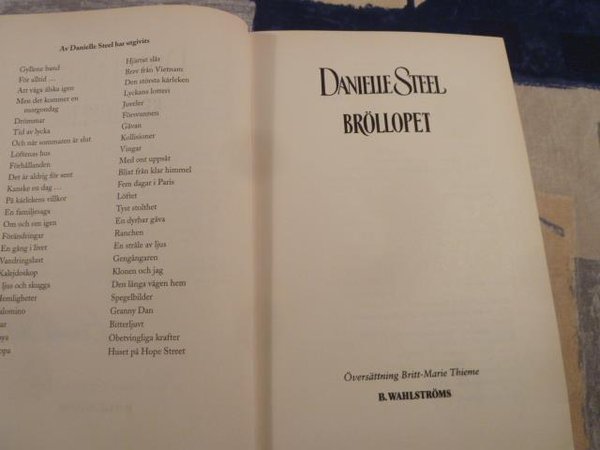 Av Danielle Steel har utgivits
Gyllene band
För alltid ...
Att våga älska igen
Men det kommer en
morgondag
Drömmar
Tid av lycka
Och när sommaren är slut
Löftenas hus
Förhållanden
Det är aldrig för sent
Kanske en dag ...
På kärlekens villkor
En familjesaga
Om och om igen
Förändringar
En gång i livet
Vandringslust
Kalejdoskop
ljus och skugga
Hemligheter
alomino
Hjärtat slår
Brev från Vietnam
Den största kärleken
Lyckans lotteri
Juveler
Försvunnen
Gåvan
Kollisioner
Vingar
Med ont uppsåt
Blixt från klar himmel
Fem dagar i Paris
Löftet
Tyst stolthet
En dyrbar gåva
Ranchen
En stråle av ljus
Gengångaren
Klonen och jag
Den långa vägen hem
Spegelbilder
Granny Dan
Bitterljuvt
Obetvingliga krafter
Huset på Hope Street
DANIELLE STEEL
BRÖLLOPET
Översättning Britt-Marie Thieme
B. WAHLSTRÖMS